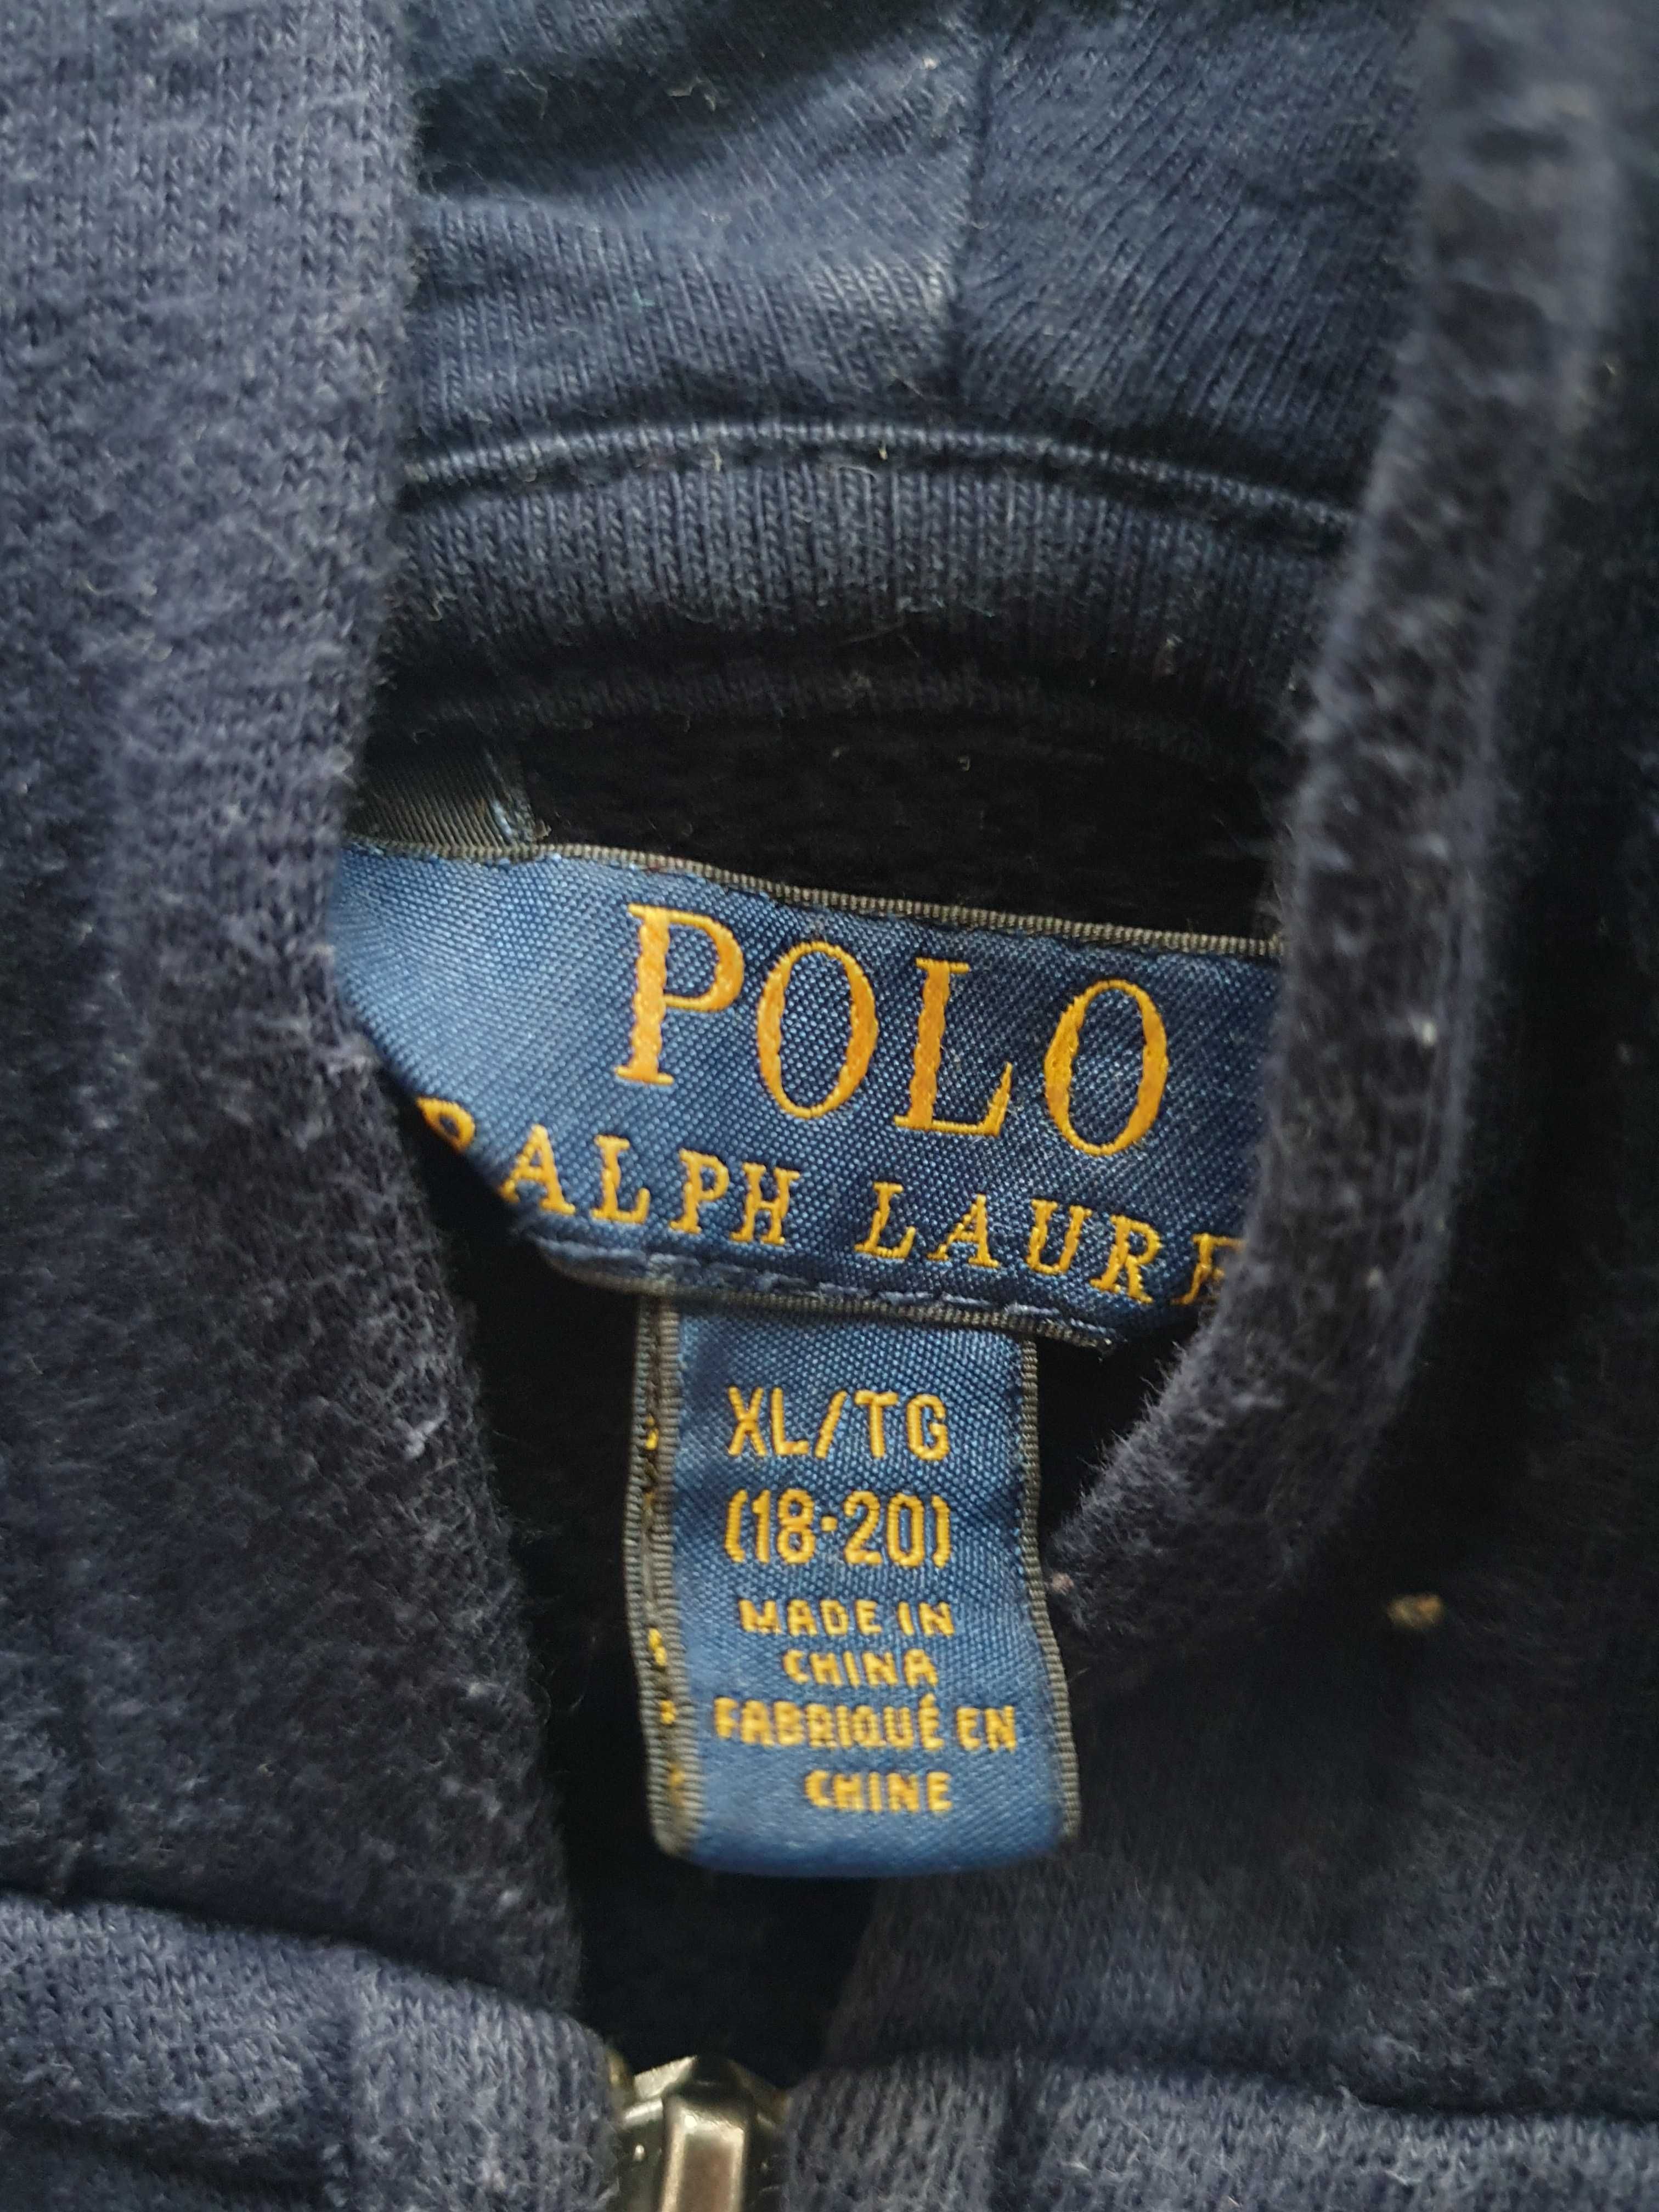 POLO
RALPH LAURE
XL/TG
(18-20)
MADE IN
CHINA
FABRIQUÉ EN
CHINE